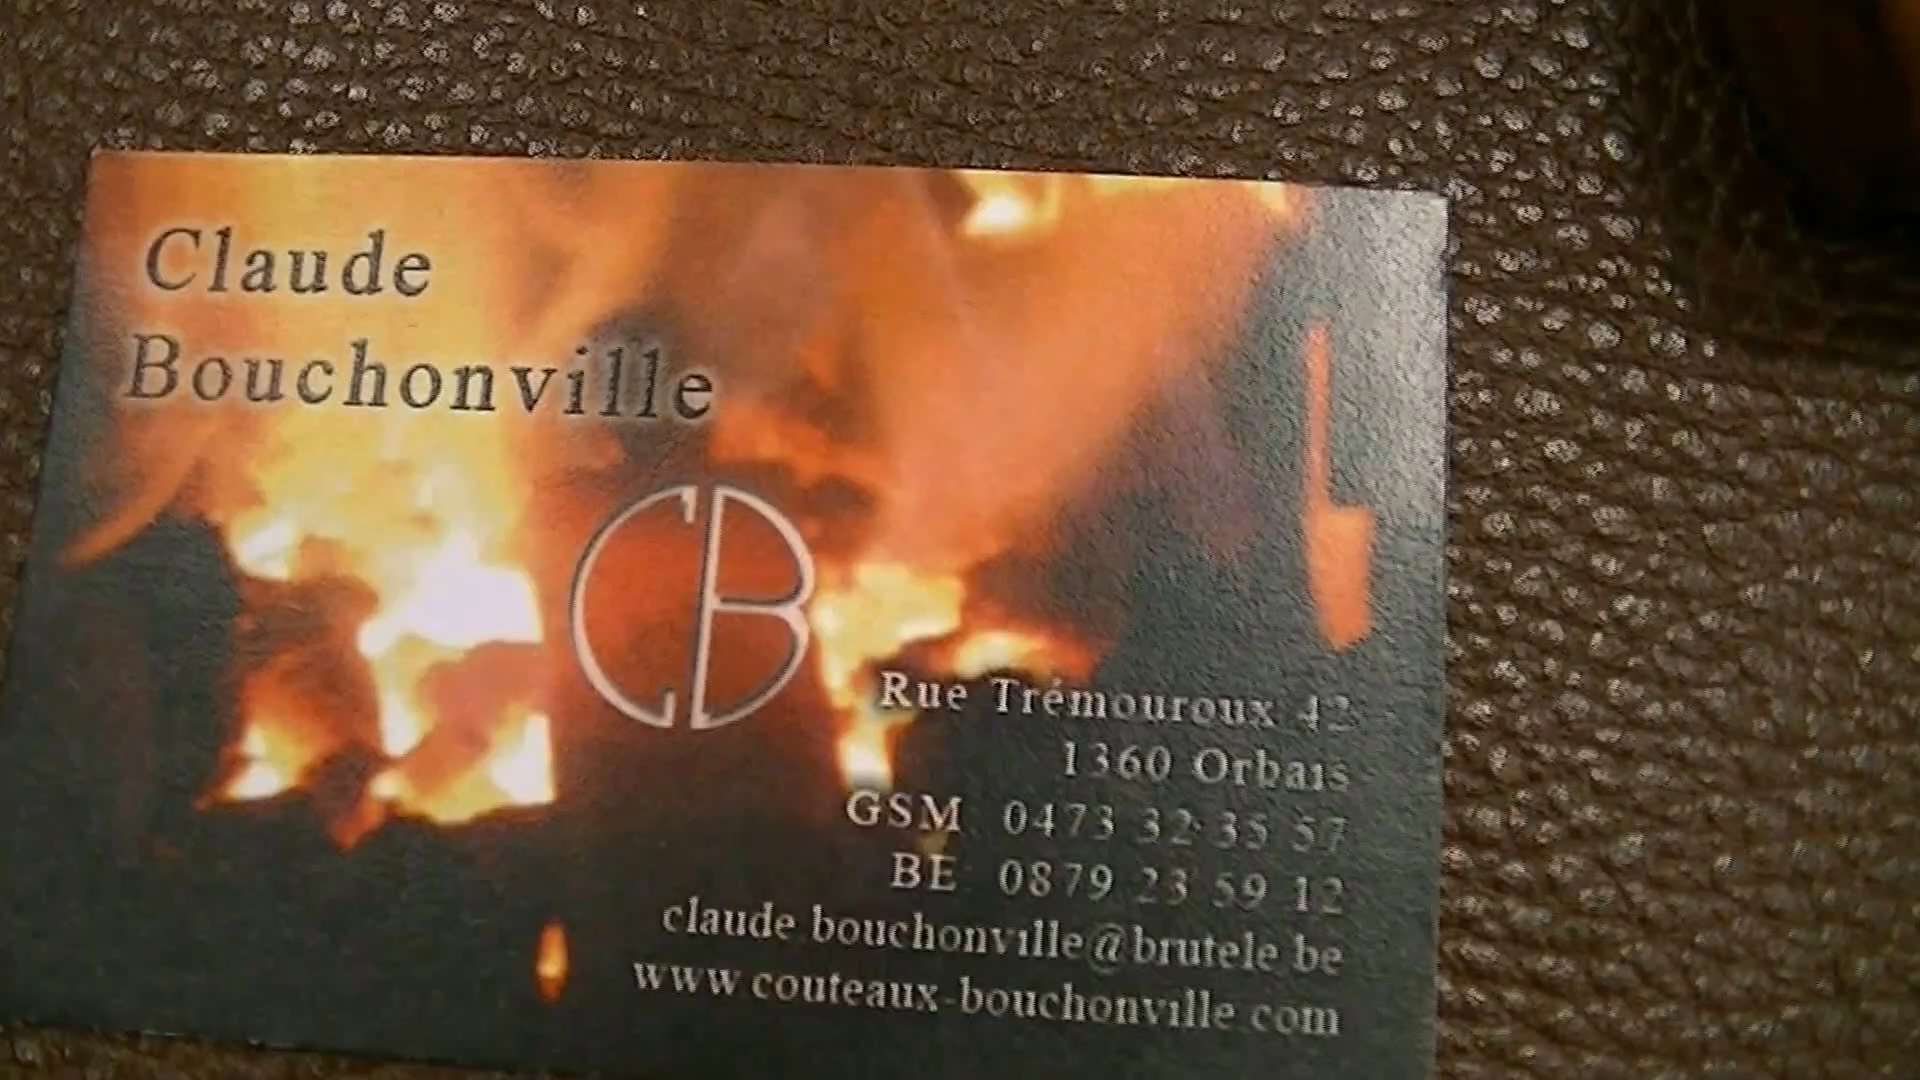 Claude
Bouchonville
CB
Rue Trémouroux 42
1360 Orbais
GSM 0473 32 35 57
BE 0879 23 59 12
claude.bouchonville@brutele.be
www.couteaux-bouchonville.com